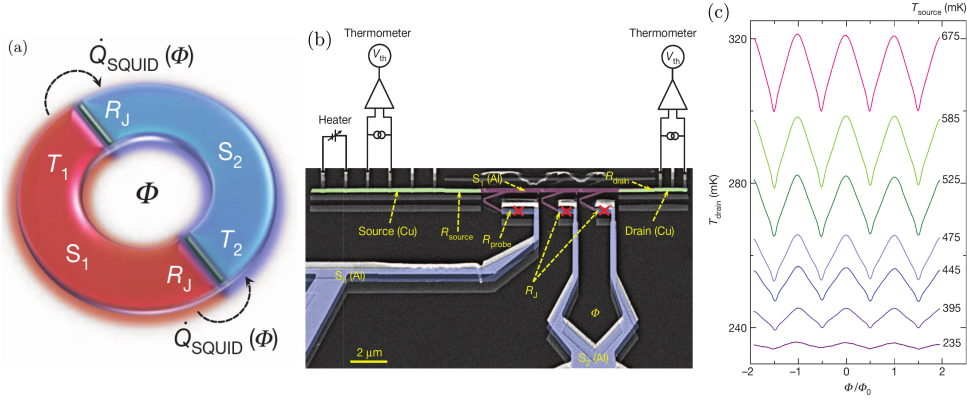 (a)
Q̇SQUID (Φ)
RJ
S2
T1
Φ
T2
S1
RJ
Q̇SQUID (Φ)
(b)
Thermometer
Thermometer
Vth
Vth
Heater
S1 (Al)
Rdrain
Source (Cu)
Rsource
Rprobe
Drain (Cu)
RJ
S3 (Al)
Φ
S2 (Al)
2 μm
(c)
Tsource (mK)
320
280
240
Tdrain (mK)
675
585
525
475
445
395
235
−2 −1 0 1 2
Φ/Φ0